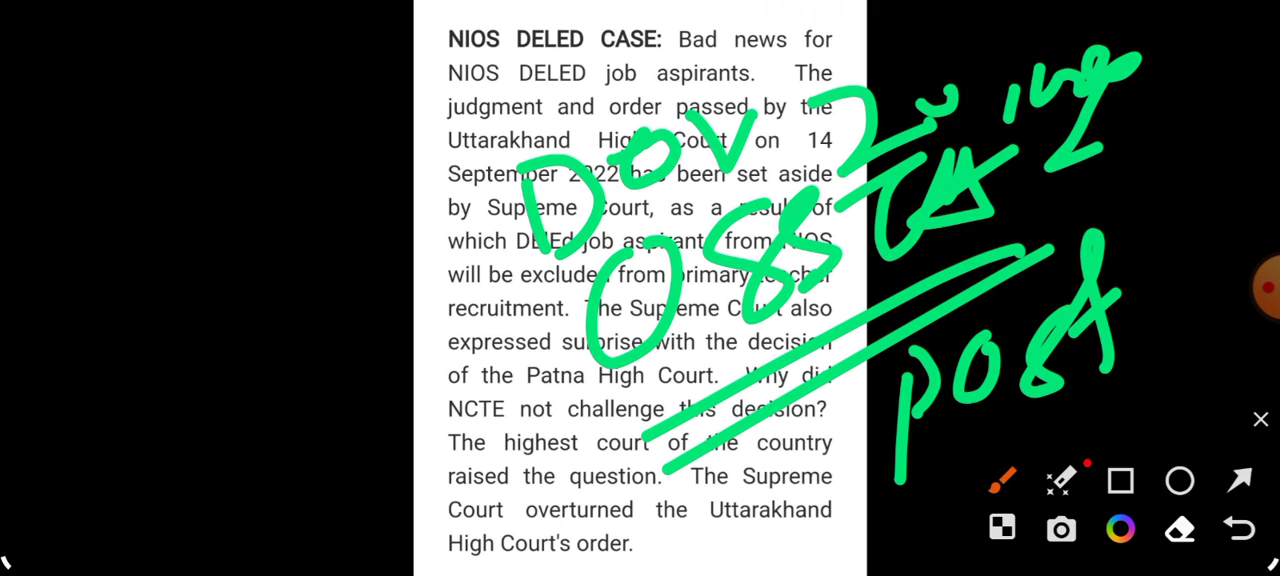 NIOS DELED CASE: Bad news for
NIOS DELED job aspirants. The
judgment and order passed by the
Uttarakhand High Court on 14
September 2022 has been set aside
by Supreme Court, as a result of
which DElEd job aspirants from NIOS
will be excluded from primary teacher
recruitment. The Supreme Court also
expressed surprise with the decision
of the Patna High Court. Why did
NCTE not challenge this decision?
The highest court of the country
raised the question. The Supreme
Court overturned the Uttarakhand
High Court's order.
post